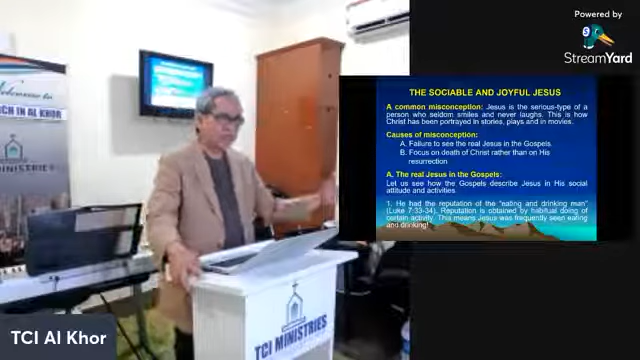 Powered by
StreamYard
Welcome to
CH IN AL KHOR
MINISTRIES
THE SOCIABLE AND JOYFUL JESUS
A common misconception: Jesus is the serious-type of a
person who seldom smiles and never laughs. This is how
Christ has been portrayed in stories, plays and in movies.
Causes of misconception:
A. Failure to see the real Jesus in the Gospels.
B. Focus on death of Christ rather than on His
resurrection
A. The real Jesus in the Gospels:
Let us see how the Gospels describe Jesus in His social
attitude and activities.
1. He had the reputation of the "eating and drinking man"
(Luke 7:33-34). Reputation is obtained by habitual doing of
certain activity. This means Jesus was frequently seen eating
and drinking!
TCI MINISTRIES
TCI Al Khor